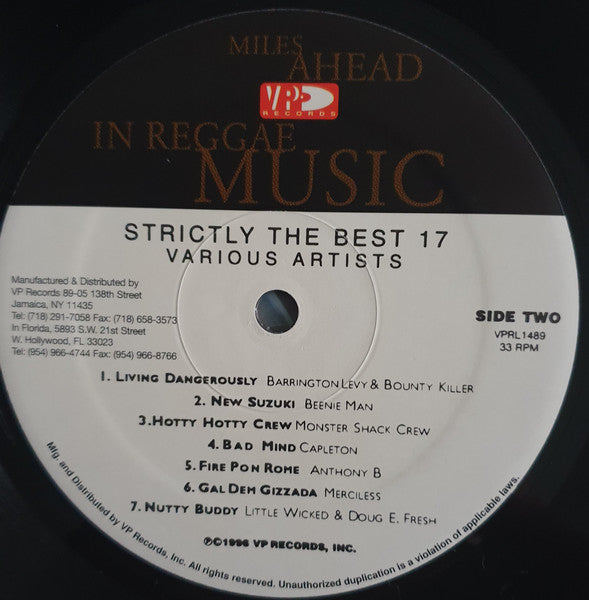 MILES
AHEAD
VP
RECORDS
IN REGGAE
MUSIC
STRICTLY THE BEST 17
VARIOUS ARTISTS
Manufactured & Distributed by
VP Records 89-05 138th Street
Jamaica, NY 11435
Tel: (718) 291-7058 Fax: (718) 658-3573
In Florida, 5893 S.W. 21st Street
W. Hollywood, FL 33023
Tel: (954) 966-4744 Fax: (954) 966-8766
SIDE TWO
VPRL1489
33 RPM
1. LIVING DANGEROUSLY BARRINGTON LEVY & BOUNTY KILLER
2. NEW SUZUKI BEENIE MAN
3.HOTTY HOTTY CREW MONSTER SHACK CREW
4. BAD MIND CAPLETON
5. FIRE PON ROME ANTHONY B
6. GAL DEM GIZZADA MERCILESS
7. NUTTY BUDDY LITTLE WICKED & DOUG E. FRESH
℗©1996 VP RECORDS, INC.
Mfg. and Distributed by VP Records, Inc. All rights reserved. Unauthorized duplication is a violation of applicable laws.